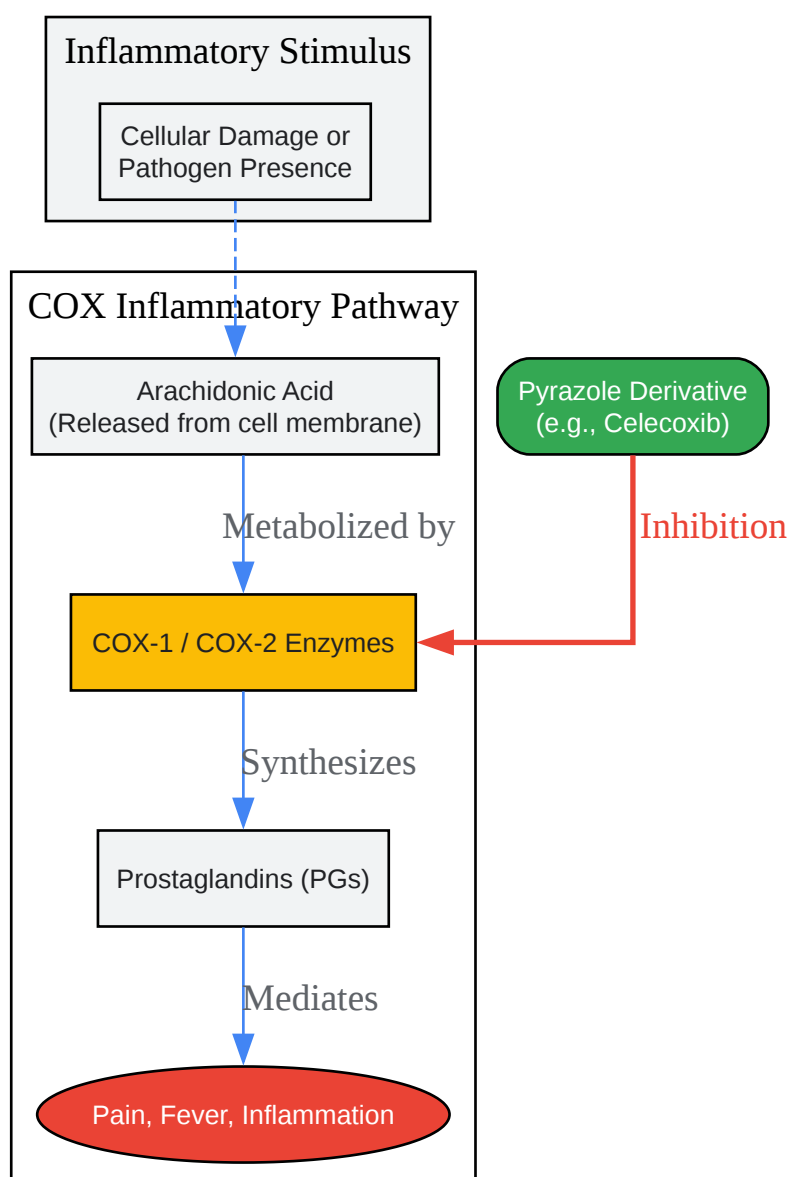 Inflammatory Stimulus
Cellular Damage or
Pathogen Presence
COX Inflammatory Pathway
Arachidonic Acid
(Released from cell membrane)
Pyrazole Derivative
(e.g., Celecoxib)
Metabolized by
Inhibition
COX-1 / COX-2 Enzymes
Synthesizes
Prostaglandins (PGs)
Mediates
Pain, Fever, Inflammation